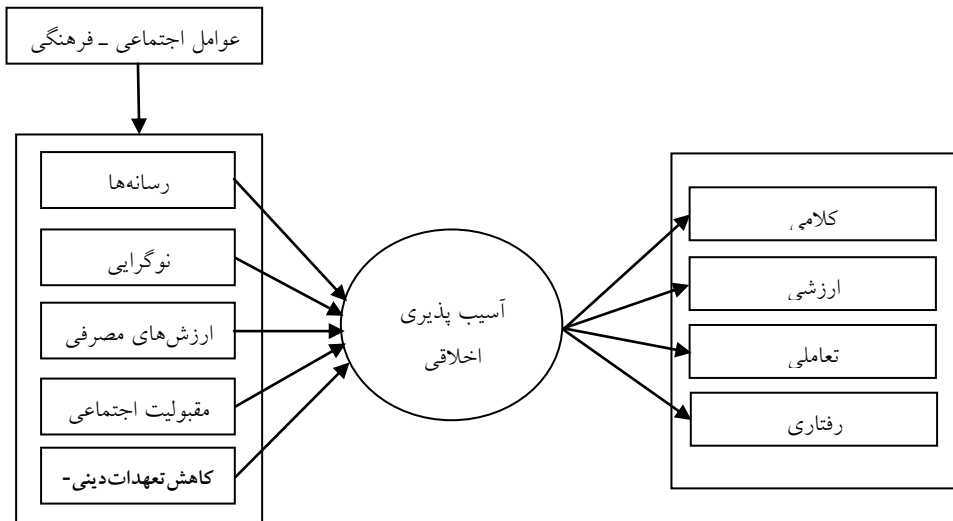 عوامل اجتماعی ـ فرهنگی
رسانه‌ها
نوگرایی
ارزش‌های مصرفی
مقبولیت اجتماعی
کاهش تعهدات دینی-
آسیب پذیری
اخلاقی
کلامی
ارزشی
تعاملی
رفتاری